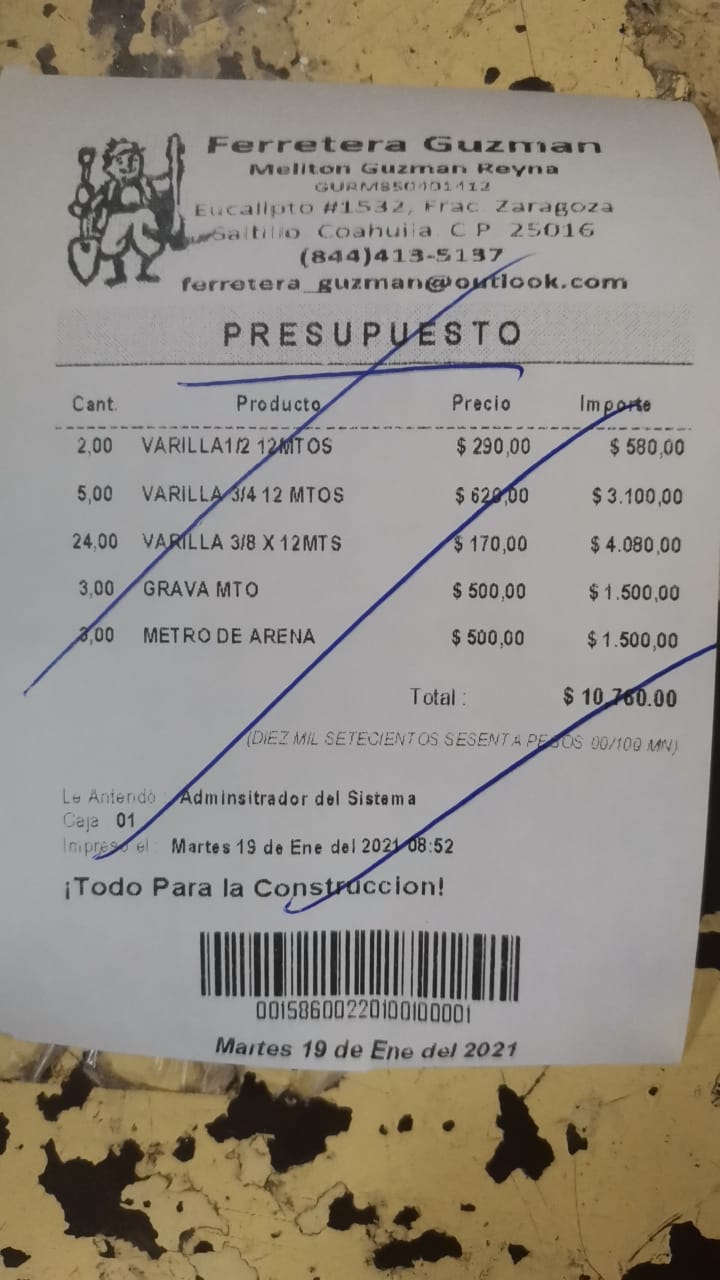 Ferretera Guzman
Meliton Guzman Reyna
GURM850401412
Eucalipto #1532, Frac. Zaragoza
Saltillo Coahuila C.P. 25016
(844)413-5137
ferretera_guzman@outlook.com
PRESUPUESTO
Cant. Producto Precio Importe
2,00 VARILLA1/2 12MTOS $ 290,00 $ 580,00
5,00 VARILLA 3/4 12 MTOS $ 620,00 $ 3.100,00
24,00 VARILLA 3/8 X 12MTS $ 170,00 $ 4.080,00
3,00 GRAVA MTO $ 500,00 $ 1.500,00
3,00 METRO DE ARENA $ 500,00 $ 1.500,00
Total : $ 10,760.00
(DIEZ MIL SETECIENTOS SESENTA PESOS 00/100 MN)
Le Antendo : Adminsitrador del Sistema
Caja 01
Impreso el : Martes 19 de Ene del 2021 08:52
¡Todo Para la Construccion!
00158600220100100001
Martes 19 de Ene del 2021